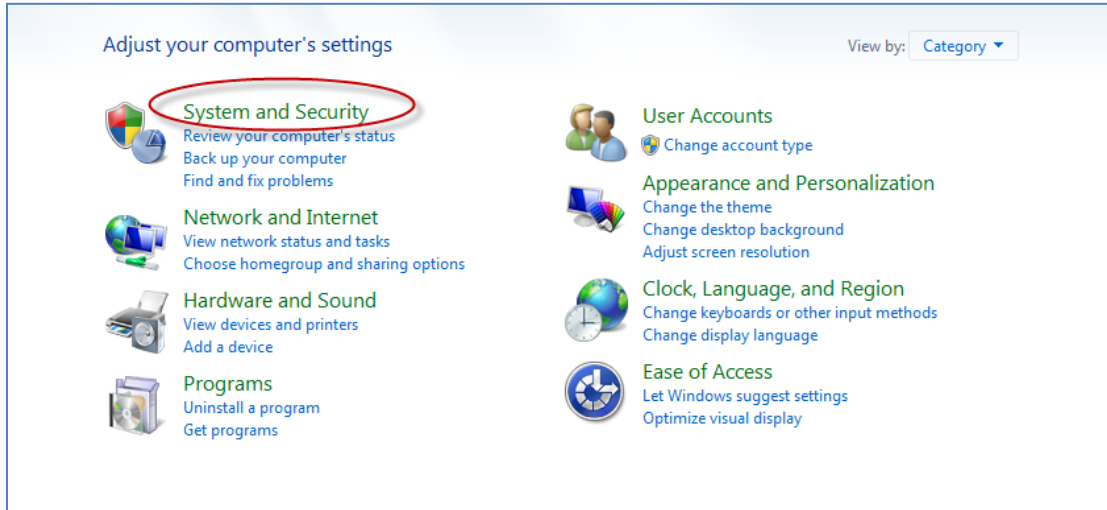 Adjust your computer's settings
View by: Category
System and Security
Review your computer's status
Back up your computer
Find and fix problems
Network and Internet
View network status and tasks
Choose homegroup and sharing options
Hardware and Sound
View devices and printers
Add a device
Programs
Uninstall a program
Get programs
User Accounts
Change account type
Appearance and Personalization
Change the theme
Change desktop background
Adjust screen resolution
Clock, Language, and Region
Change keyboards or other input methods
Change display language
Ease of Access
Let Windows suggest settings
Optimize visual display